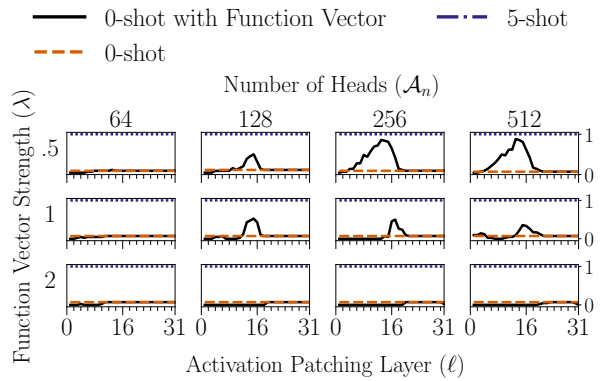 0-shot with Function Vector
5-shot
0-shot
Number of Heads (𝒜ₙ)
64 128 256 512
Function Vector Strength (λ)
.5 1 0
1 1 0
2 1 0
0 16 31 0 16 31 0 16 31 0 16 31
Activation Patching Layer (ℓ)